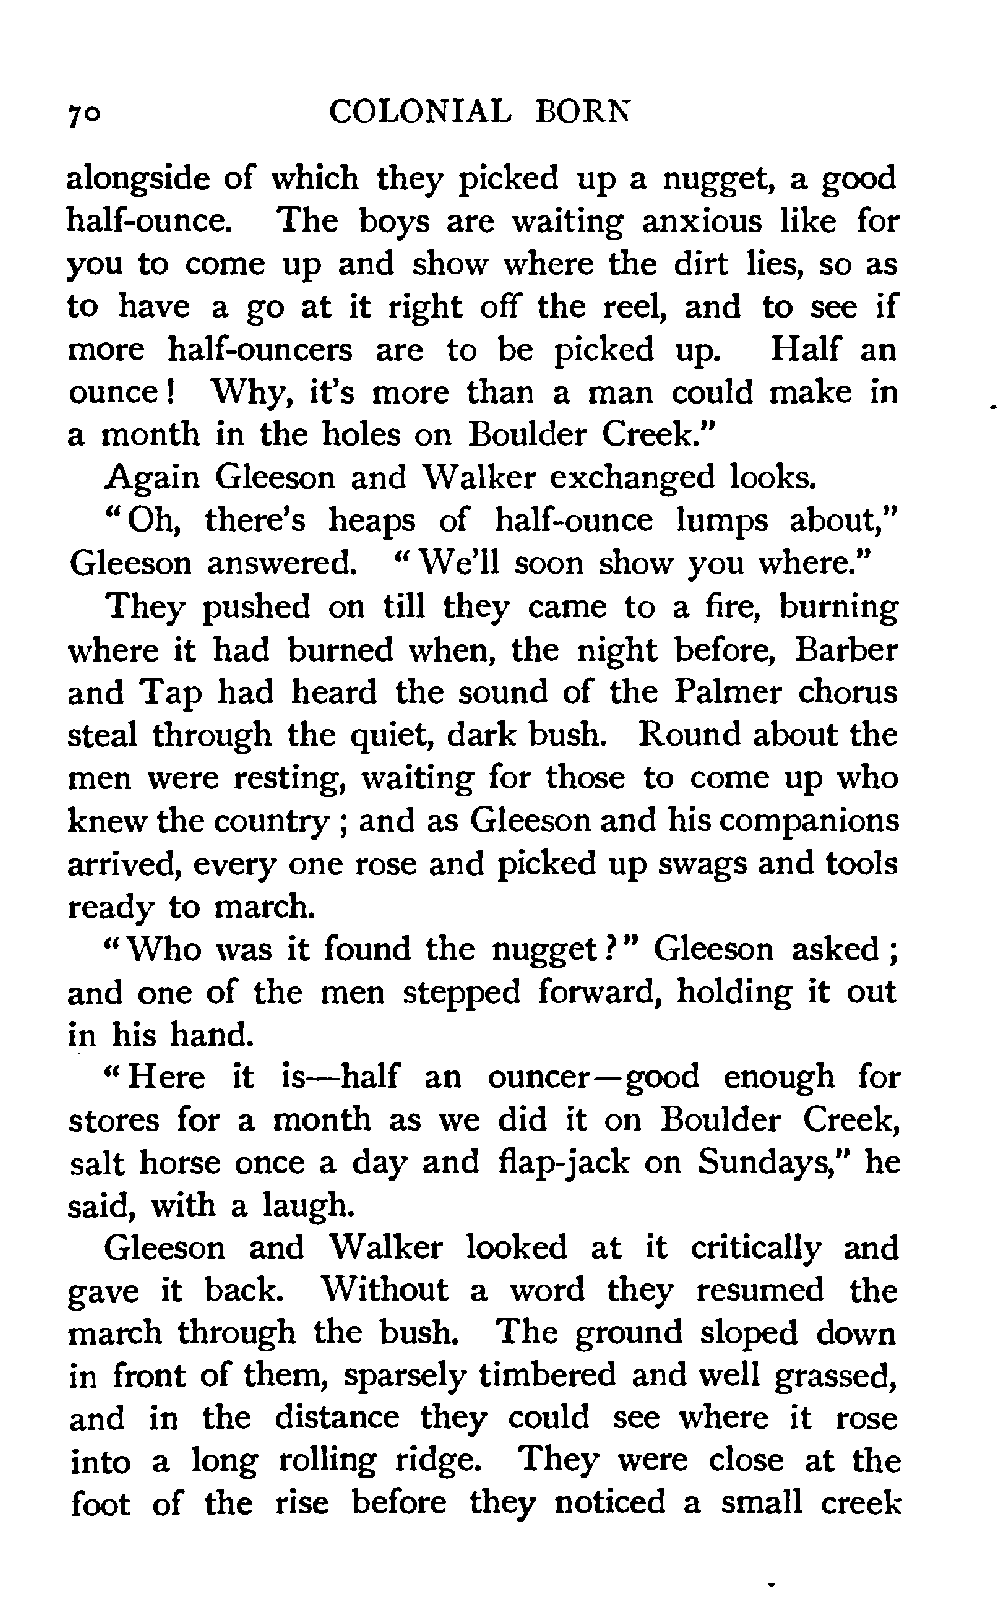 70 COLONIAL BORN
alongside of which they picked up a nugget, a good
half-ounce. The boys are waiting anxious like for
you to come up and show where the dirt lies, so as
to have a go at it right off the reel, and to see if
more half-ouncers are to be picked up. Half an
ounce! Why, it's more than a man could make in
a month in the holes on Boulder Creek."
Again Gleeson and Walker exchanged looks.
"Oh, there's heaps of half-ounce lumps about,"
Gleeson answered. "We'll soon show you where."
They pushed on till they came to a fire, burning
where it had burned when, the night before, Barber
and Tap had heard the sound of the Palmer chorus
steal through the quiet, dark bush. Round about the
men were resting, waiting for those to come up who
knew the country; and as Gleeson and his companions
arrived, every one rose and picked up swags and tools
ready to march.
"Who was it found the nugget?" Gleeson asked;
and one of the men stepped forward, holding it out
in his hand.
"Here it is—half an ouncer—good enough for
stores for a month as we did it on Boulder Creek,
salt horse once a day and flap-jack on Sundays," he
said, with a laugh.
Gleeson and Walker looked at it critically and
gave it back. Without a word they resumed the
march through the bush. The ground sloped down
in front of them, sparsely timbered and well grassed,
and in the distance they could see where it rose
into a long rolling ridge. They were close at the
foot of the rise before they noticed a small creek